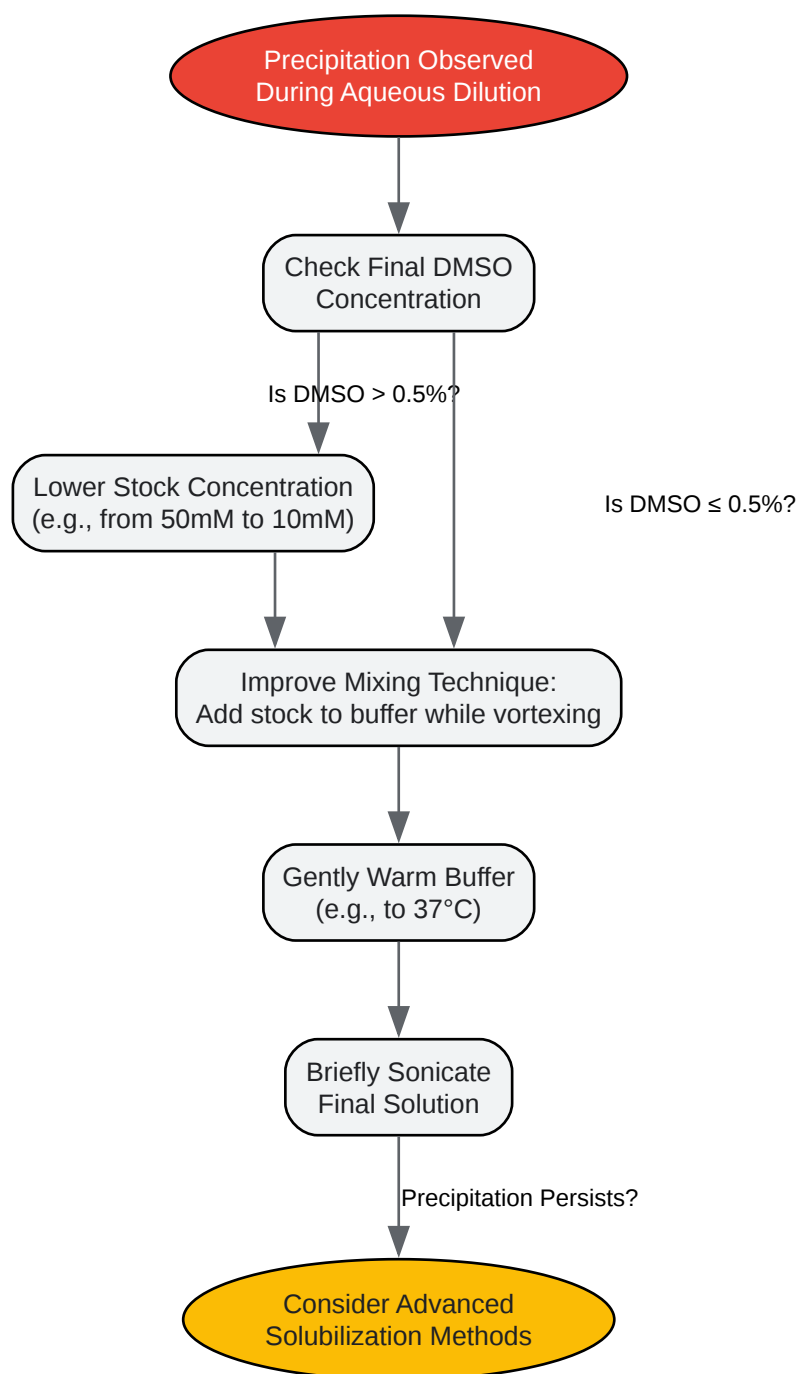 Precipitation Observed
During Aqueous Dilution
Check Final DMSO
Concentration
Is DMSO > 0.5%?
Lower Stock Concentration
(e.g., from 50mM to 10mM)
Is DMSO ≤ 0.5%?
Improve Mixing Technique:
Add stock to buffer while vortexing
Gently Warm Buffer
(e.g., to 37°C)
Briefly Sonicate
Final Solution
Precipitation Persists?
Consider Advanced
Solubilization Methods